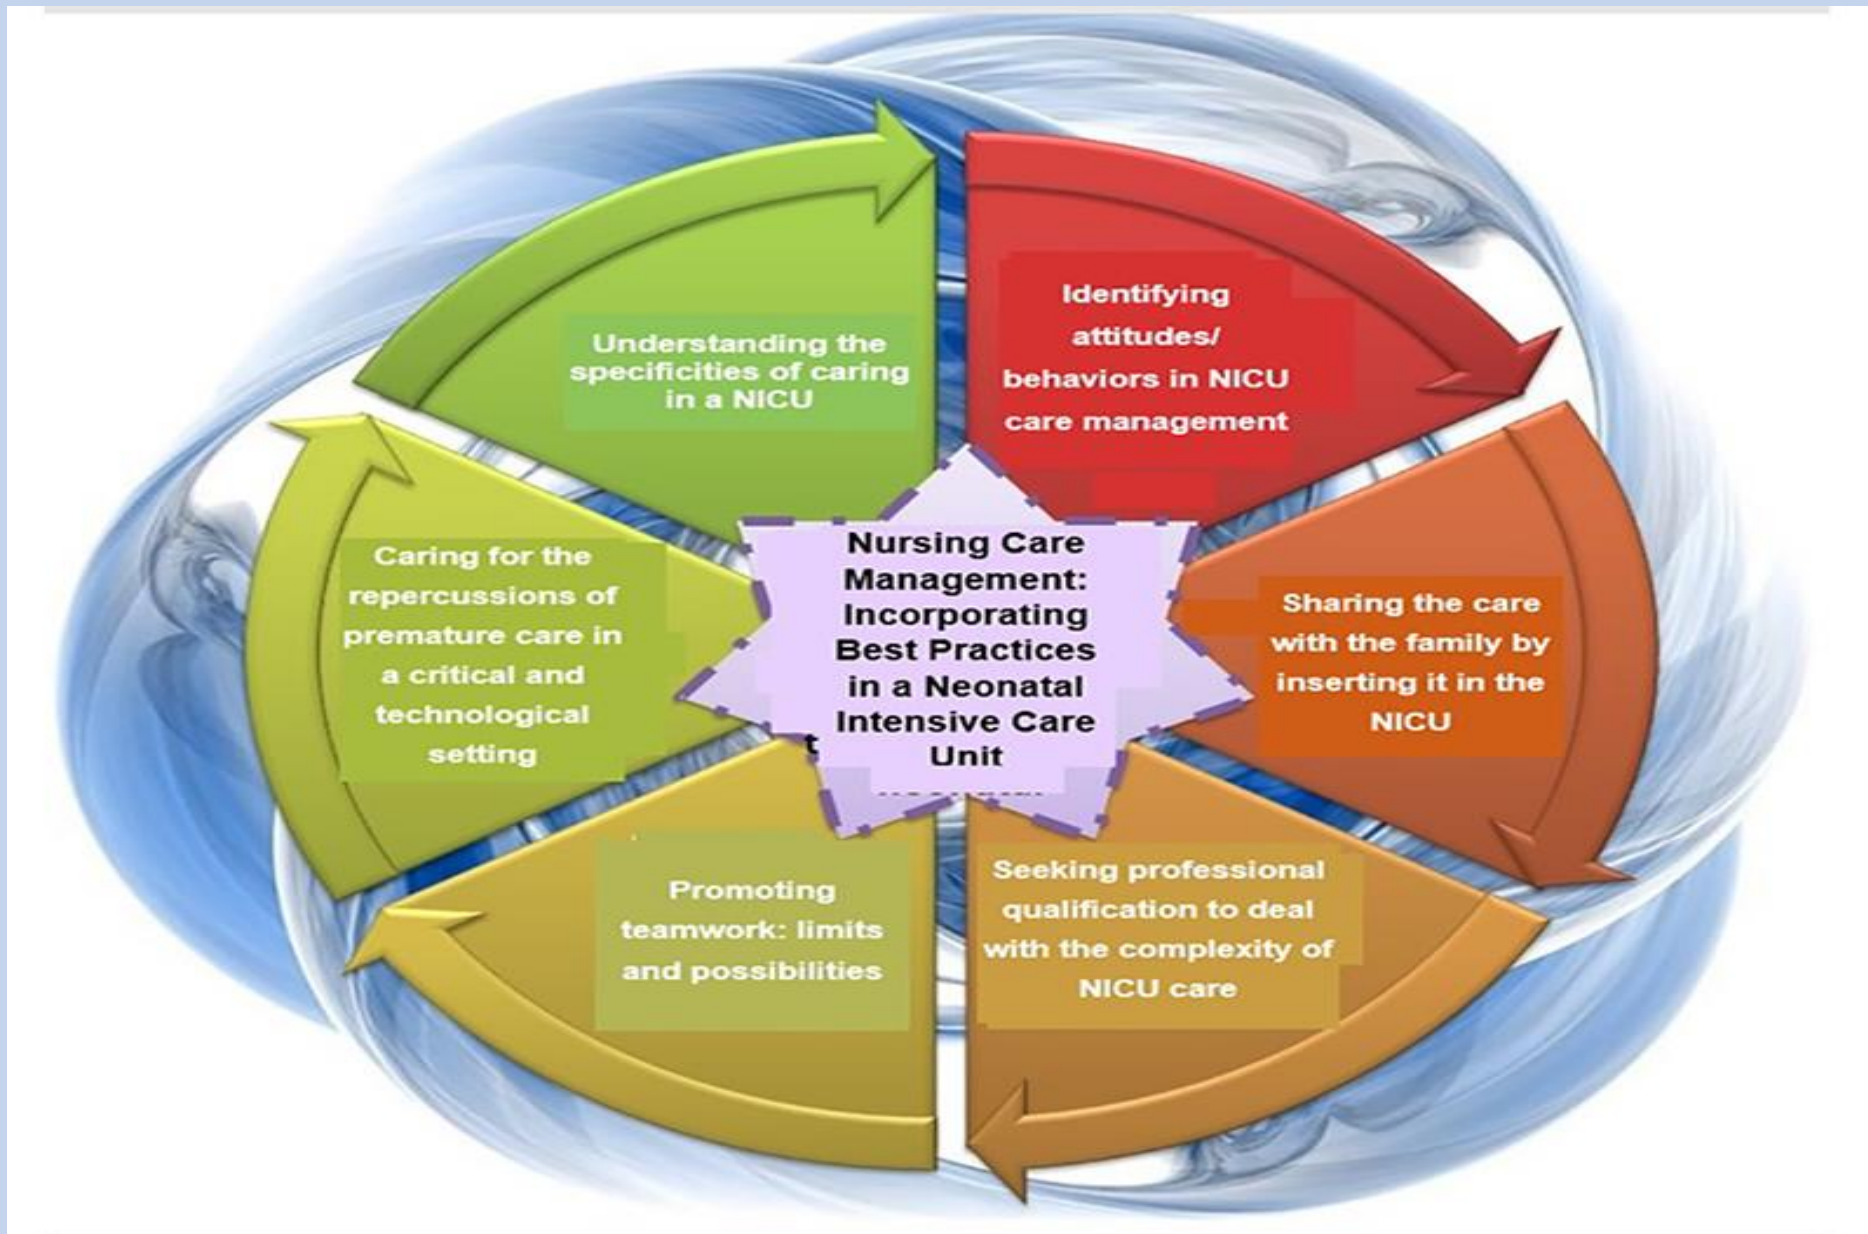 Understanding the
specificities of caring
in a NICU
Identifying
attitudes/
behaviors in NICU
care management
Caring for the
repercussions of
premature care in
a critical and
technological
setting
Nursing Care
Management:
Incorporating
Best Practices
in a Neonatal
Intensive Care
Unit
t
Sharing the care
with the family by
inserting it in the
NICU
Promoting
teamwork: limits
and possibilities
Seeking professional
qualification to deal
with the complexity of
NICU care